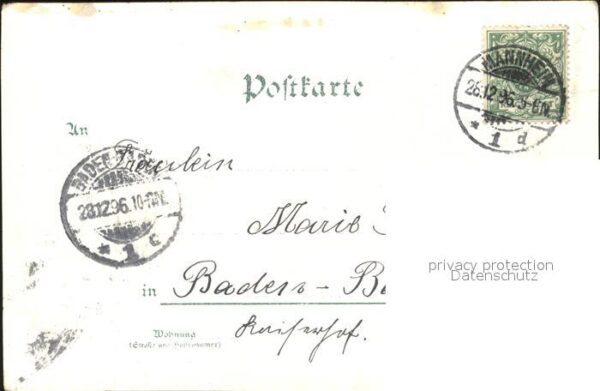 Postkarte
MANNHEIM
26.12.96.5-6N.
* 1 d
An
Fräulein
BADEN-BADEN
28.12.96.10-11V.
* 1 c
Marie
privacy protection
Datenschutz
in Baden - B
Kaiserhof.
Wohnung
(Straße und Hausnummer)